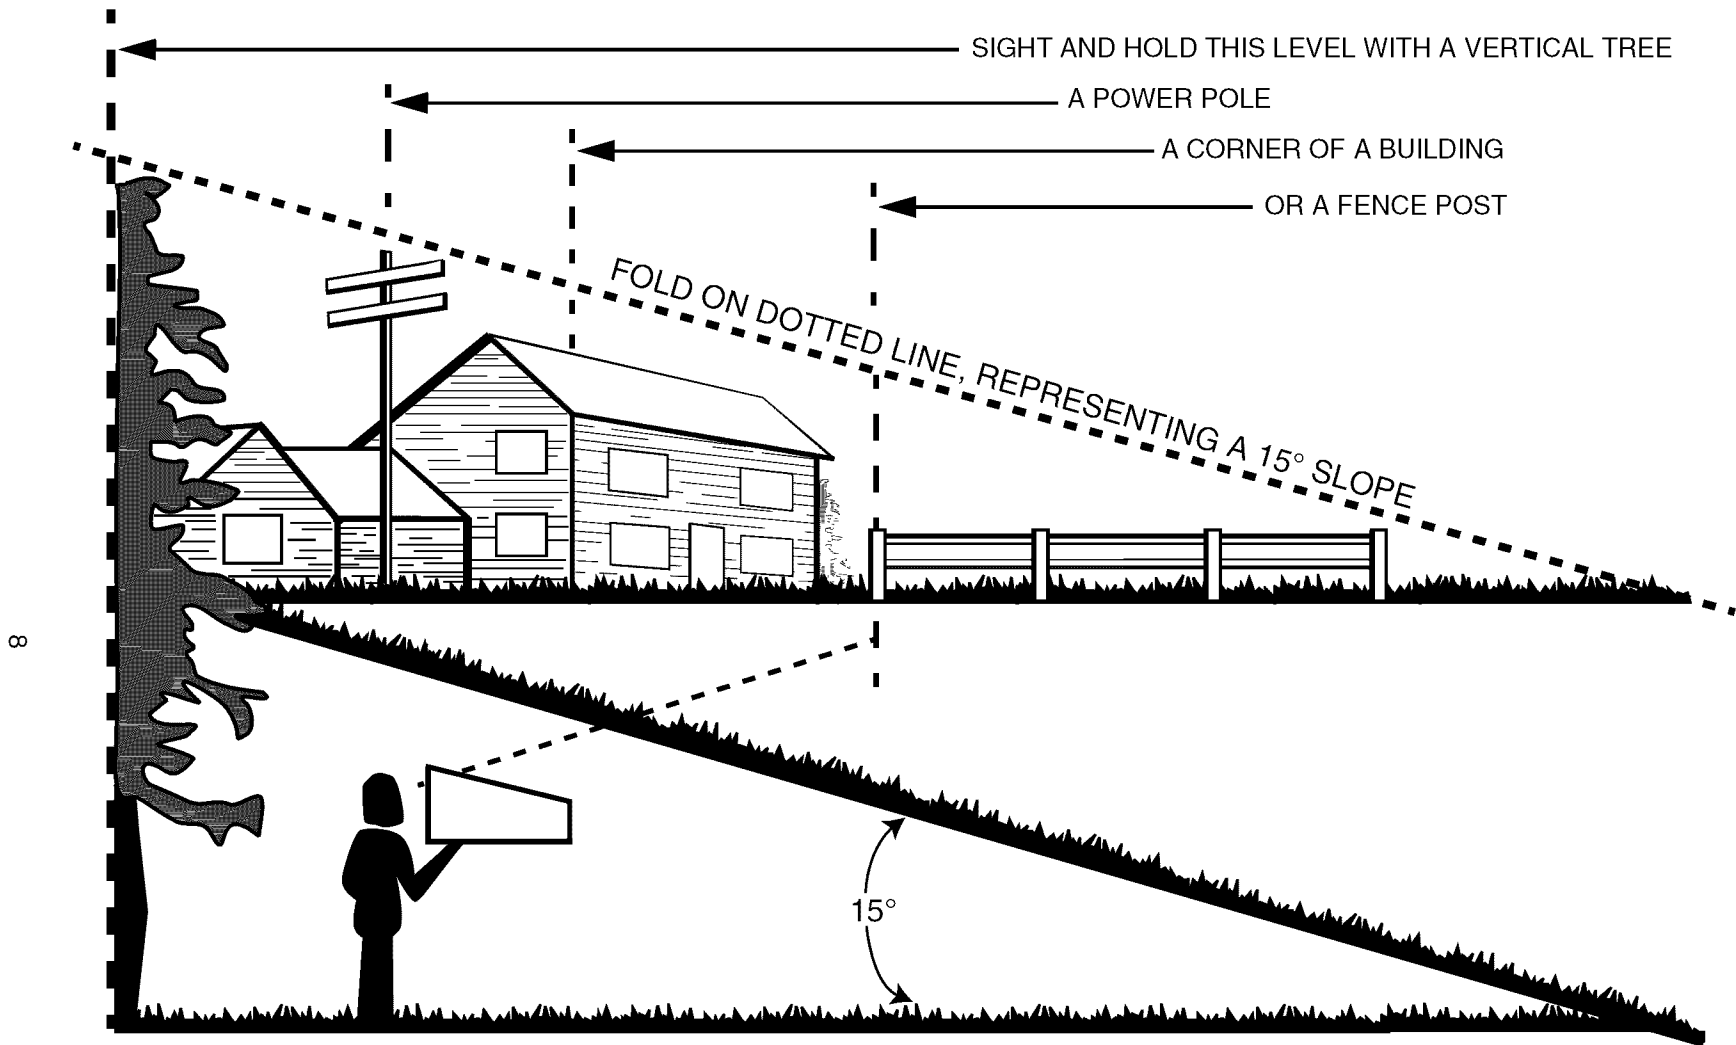 SIGHT AND HOLD THIS LEVEL WITH A VERTICAL TREE
A POWER POLE
A CORNER OF A BUILDING
OR A FENCE POST
FOLD ON DOTTED LINE, REPRESENTING A 15° SLOPE
8
15°